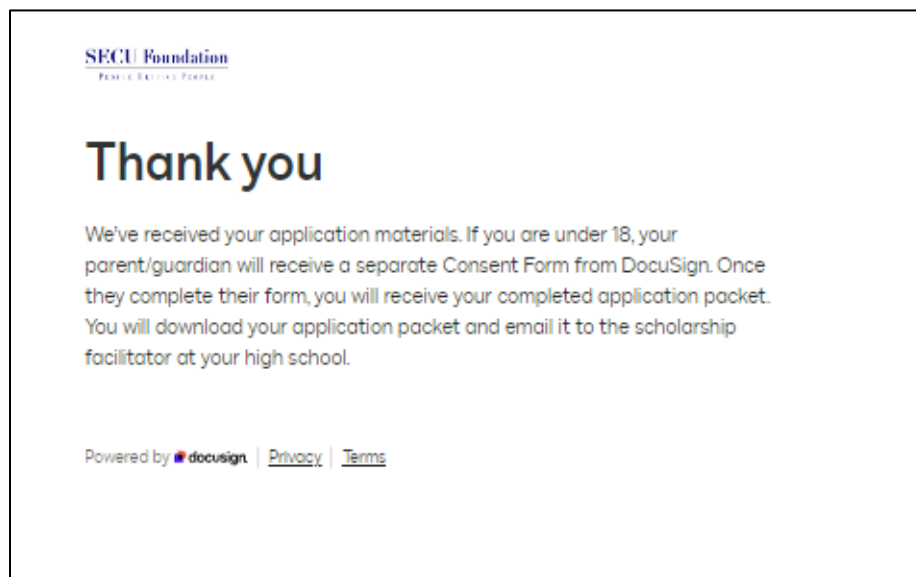 SECU Foundation
People Helping People
Thank you
We've received your application materials. If you are under 18, your
parent/guardian will receive a separate Consent Form from DocuSign. Once
they complete their form, you will receive your completed application packet.
You will download your application packet and email it to the scholarship
facilitator at your high school.
Powered by docusign | Privacy | Terms